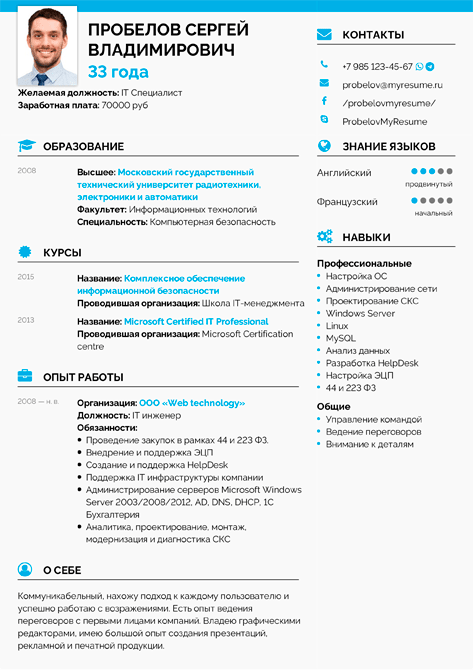 ПРОБЕЛОВ СЕРГЕЙ
ВЛАДИМИРОВИЧ
33 года
Желаемая должность: IT Специалист
Заработная плата: 70000 руб
ОБРАЗОВАНИЕ
2008
Высшее: Московский государственный
технический университет радиотехники,
электроники и автоматики
Факультет: Информационных технологий
Специальность: Компьютерная безопасность
КУРСЫ
2015
Название: Комплексное обеспечение
информационной безопасности
Проводившая организация: Школа IT-менеджмента
2013
Название: Microsoft Certified IT Professional
Проводившая организация: Microsoft Certification
centre
ОПЫТ РАБОТЫ
2008 — н. в.
Организация: ООО «Web technology»
Должность: IT инженер
Обязанности:
• Проведение закупок в рамках 44 и 223 ФЗ.
• Внедрение и поддержка ЭЦП
• Создание и поддержка HelpDesk
• Поддержка IT инфраструктуры компании
• Администрирование серверов Microsoft Windows
Server 2003/2008/2012, AD, DNS, DHCP, 1С
Бухгалтерия
• Аналитика, проектирование, монтаж,
модернизация и диагностика СКС
О СЕБЕ
Коммуникабельный, нахожу подход к каждому пользователю и
успешно работаю с возражениями. Есть опыт ведения
переговоров с первыми лицами компаний. Владею графическими
редакторами, имею большой опыт создания презентаций,
рекламной и печатной продукции.
КОНТАКТЫ
+7 985 123-45-67
probelov@myresume.ru
/probelovmyresume/
ProbelovMyResume
ЗНАНИЕ ЯЗЫКОВ
Английский
продвинутый
Французский
начальный
НАВЫКИ
Профессиональные
• Настройка ОС
• Администрирование сети
• Проектирование СКС
• Windows Server
• Linux
• MySQL
• Анализ данных
• Разработка HelpDesk
• Настройка ЭЦП
• 44 и 223 ФЗ
Общие
• Управление командой
• Ведение переговоров
• Внимание к деталям